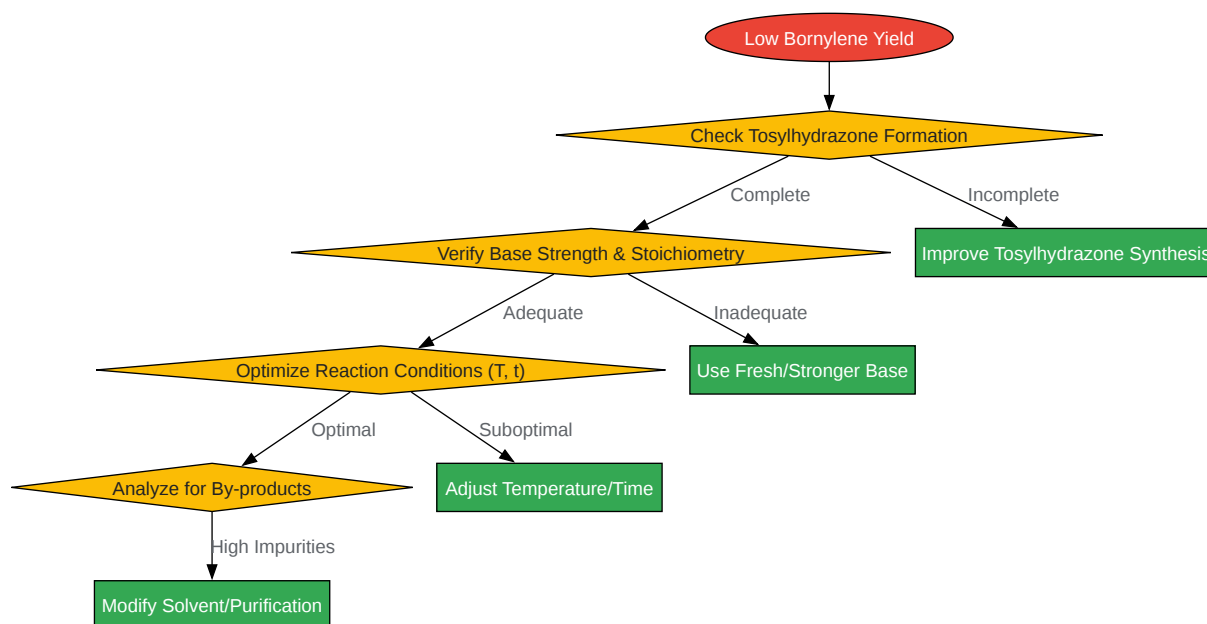 Low Bornylene Yield
Check Tosylhydrazone Formation
Complete
Incomplete
Verify Base Strength & Stoichiometry
Improve Tosylhydrazone Synthesis
Adequate
Inadequate
Optimize Reaction Conditions (T, t)
Use Fresh/Stronger Base
Optimal
Suboptimal
Analyze for By-products
Adjust Temperature/Time
High Impurities
Modify Solvent/Purification